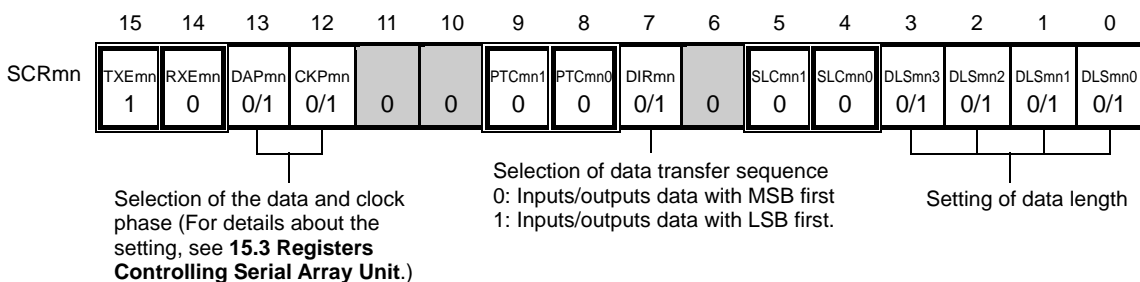 15 14 13 12 11 10 9 8 7 6 5 4 3 2 1 0
SCRmn TXEmn RXEmn DAPmn CKPmn PTCmn1 PTCmn0 DIRmn SLCmn1 SLCmn0 DLSmn3 DLSmn2 DLSmn1 DLSmn0
1 0 0/1 0/1 0 0 0 0 0/1 0 0 0 0/1 0/1 0/1 0/1
Selection of the data and clock
phase (For details about the
setting, see 15.3 Registers
Controlling Serial Array Unit.)
Selection of data transfer sequence
0: Inputs/outputs data with MSB first
1: Inputs/outputs data with LSB first.
Setting of data length